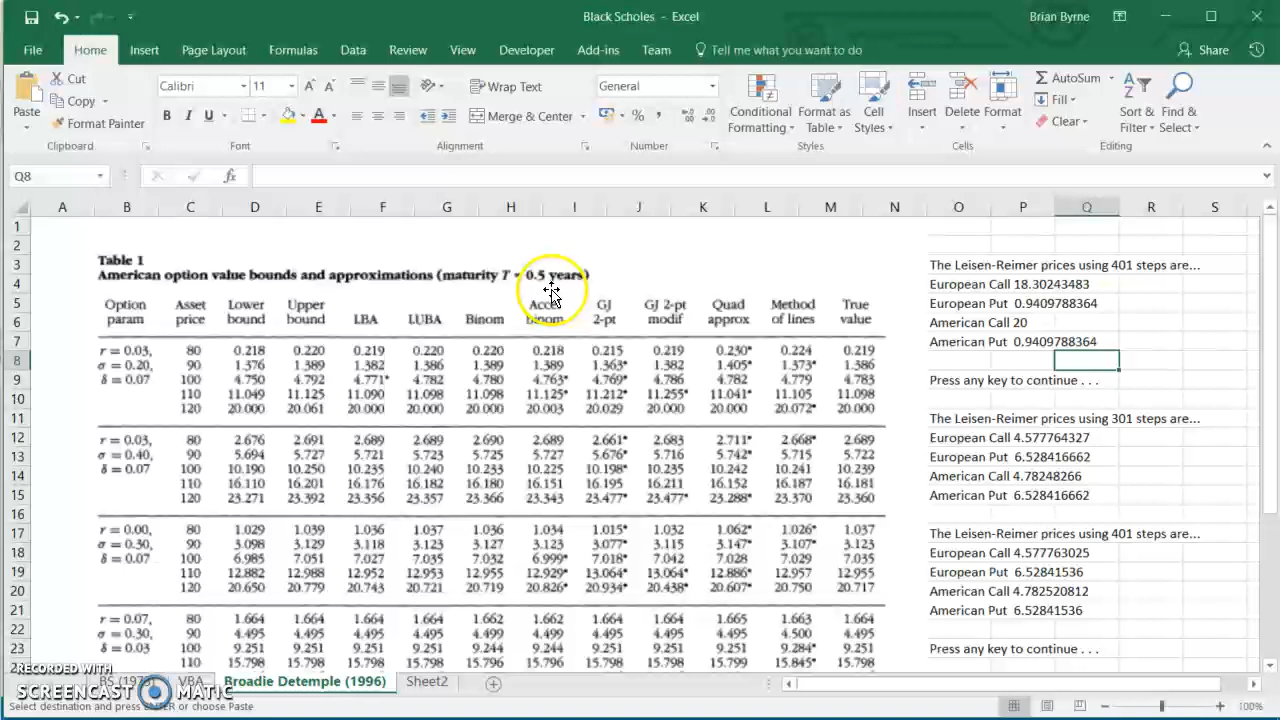 Black Scholes - Excel
Brian Byrne
File Home Insert Page Layout Formulas Data Review View Developer Add-ins Team Tell me what you want to do Share
Paste
Cut
Copy
Format Painter
Calibri 11
B I U A
Wrap Text
Merge & Center
General
Conditional Formatting
Format as Table
Cell Styles
Insert
Delete
Format
AutoSum
Fill
Clear
Sort & Filter
Find & Select
Clipboard Font Alignment Number Styles Cells Editing
Q8 fx
A B C D E F G H I J K L M N O P Q R S
1
2
3
4
5
6
7
8
9
10
11
12
13
14
15
16
17
18
19
20
21
22
23
Table 1
American option value bounds and approximations (maturity T = 0.5 years)
Option param Asset price Lower bound Upper bound LBA LUBA Binom binom GJ 2-pt GJ 2-pt modif Quad approx Method of lines True value
r = 0.03, 80 0.218 0.220 0.219 0.220 0.220 0.218 0.215 0.219 0.230* 0.224 0.219
σ = 0.20, 90 1.376 1.389 1.382 1.386 1.389 1.389 1.363* 1.382 1.405* 1.373* 1.386
δ = 0.07 100 4.750 4.792 4.771* 4.782 4.780 4.763* 4.769* 4.786 4.782 4.779 4.783
110 11.049 11.125 11.090 11.098 11.098 11.125* 11.212* 11.255* 11.041* 11.105 11.098
120 20.000 20.061 20.000 20.000 20.000 20.003 20.029 20.000 20.000 20.072* 20.000
r = 0.03, 80 2.676 2.691 2.689 2.689 2.690 2.689 2.661* 2.683 2.711* 2.668* 2.689
σ = 0.40, 90 5.694 5.727 5.721 5.723 5.727 5.725 5.676* 5.716 5.742* 5.715 5.722
δ = 0.07 100 10.190 10.250 10.235 10.240 10.233 10.225 10.198* 10.235 10.242 10.241 10.239
110 16.110 16.201 16.176 16.182 16.180 16.151 16.195 16.211 16.152 16.187 16.181
120 23.271 23.392 23.356 23.357 23.366 23.343 23.477* 23.477* 23.288* 23.370 23.360
r = 0.00, 80 1.029 1.039 1.036 1.037 1.036 1.034 1.015* 1.032 1.062* 1.026* 1.037
σ = 0.30, 90 3.098 3.129 3.118 3.123 3.127 3.123 3.077* 3.115 3.147* 3.107* 3.123
δ = 0.07 100 6.985 7.051 7.027 7.035 7.032 6.999* 7.018* 7.042 7.028 7.029 7.035
110 12.882 12.988 12.952 12.953 12.955 12.929* 13.064* 13.064* 12.886* 12.957 12.955
120 20.650 20.779 20.743 20.721 20.719 20.826* 20.934* 20.438* 20.607* 20.750 20.717
r = 0.07, 80 1.664 1.664 1.664 1.664 1.662 1.662 1.664 1.664 1.665 1.663 1.664
σ = 0.30, 90 4.495 4.495 4.495 4.495 4.499 4.499 4.495 4.495 4.495 4.500 4.495
δ = 0.03 100 9.251 9.251 9.251 9.251 9.244 9.244 9.251 9.251 9.251 9.284* 9.251
110 15.798 15.798 15.798 15.798 15.796 15.796 15.798 15.798 15.799 15.845* 15.798
The Leisen-Reimer prices using 401 steps are...
European Call 18.30243483
European Put 0.9409788364
American Call 20
American Put 0.9409788364
Press any key to continue . . .
The Leisen-Reimer prices using 301 steps are...
European Call 4.577764327
European Put 6.528416662
American Call 4.78248266
American Put 6.528416662
The Leisen-Reimer prices using 401 steps are...
European Call 4.577763025
European Put 6.52841536
American Call 4.782520812
American Put 6.52841536
Press any key to continue . . .
RECORDED WITH
SCREENCAST MATIC
VBA Broadie Detemple (1996) Sheet2
Select destination and press ENTER or choose Paste
100%